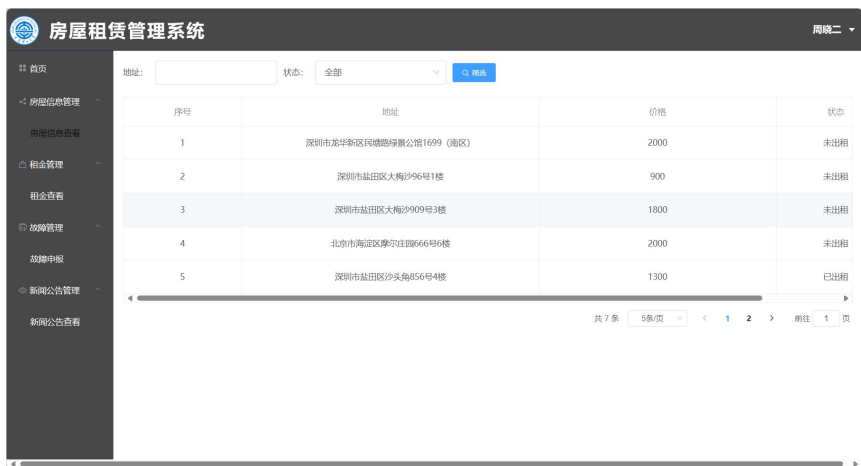 房屋租赁管理系统
周晓二
首页
地址: 状态: 全部 筛选
房屋信息管理
房屋信息查看
租金管理
租金查看
故障管理
故障申报
新闻公告管理
新闻公告查看
序号 地址 价格 状态
1 深圳市龙华新区民塘路绿景公馆1699（南区） 2000 未出租
2 深圳市盐田区大梅沙96号1楼 900 未出租
3 深圳市盐田区大梅沙909号3楼 1800 未出租
4 北京市海淀区摩尔庄园666号6楼 2000 未出租
5 深圳市盐田区沙头角856号4楼 1300 已出租
共 7 条 5条/页 1 2 前往 1 页